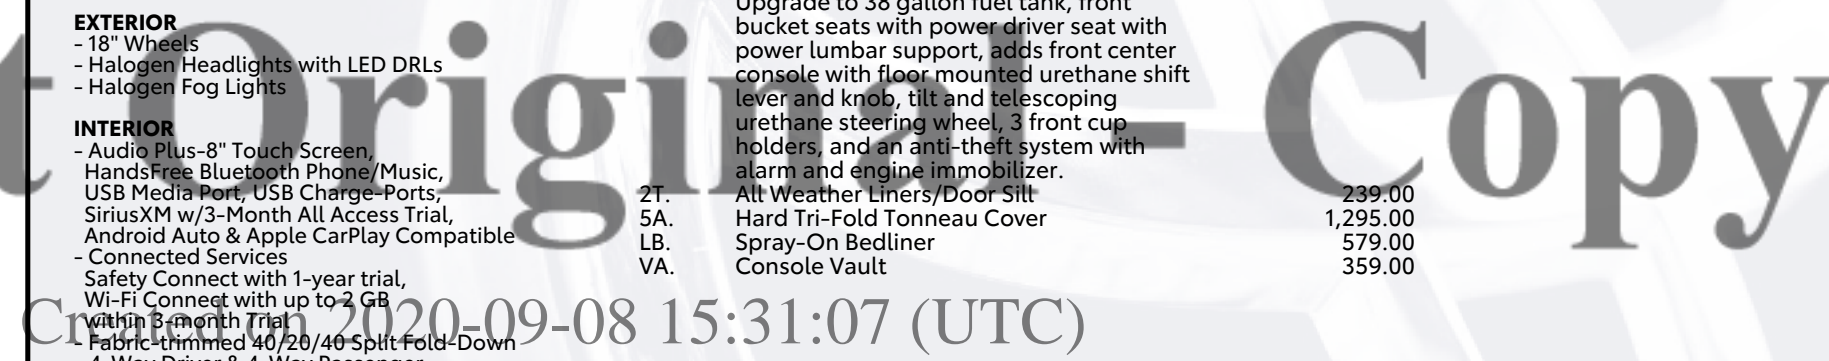 EXTERIOR
- 18" Wheels
- Halogen Headlights with LED DRLs
- Halogen Fog Lights
INTERIOR
- Audio Plus-8" Touch Screen,
HandsFree Bluetooth Phone/Music,
USB Media Port, USB Charge-Ports,
SiriusXM w/3-Month All Access Trial,
Android Auto & Apple CarPlay Compatible
- Connected Services
Safety Connect with 1-year trial,
Wi-Fi Connect with up to 2 GB
within 3-month Trial
- Fabric-trimmed 40/20/40 Split Fold-Down
4-Way Driver & 4-Way Passenger
Upgrade to 38 gallon fuel tank, front
bucket seats with power driver seat with
power lumbar support, adds front center
console with floor mounted urethane shift
lever and knob, tilt and telescoping
urethane steering wheel, 3 front cup
holders, and an anti-theft system with
alarm and engine immobilizer.
2T. All Weather Liners/Door Sill 239.00
5A. Hard Tri-Fold Tonneau Cover 1,295.00
LB. Spray-On Bedliner 579.00
VA. Console Vault 359.00
t Original - Copy
Created on 2020-09-08 15:31:07 (UTC)